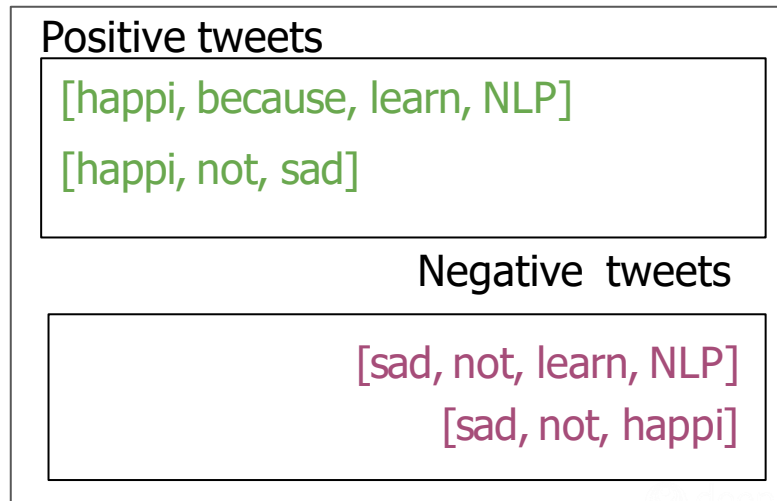 Positive tweets
[happi, because, learn, NLP]
[happi, not, sad]
Negative tweets
[sad, not, learn, NLP]
[sad, not, happi]